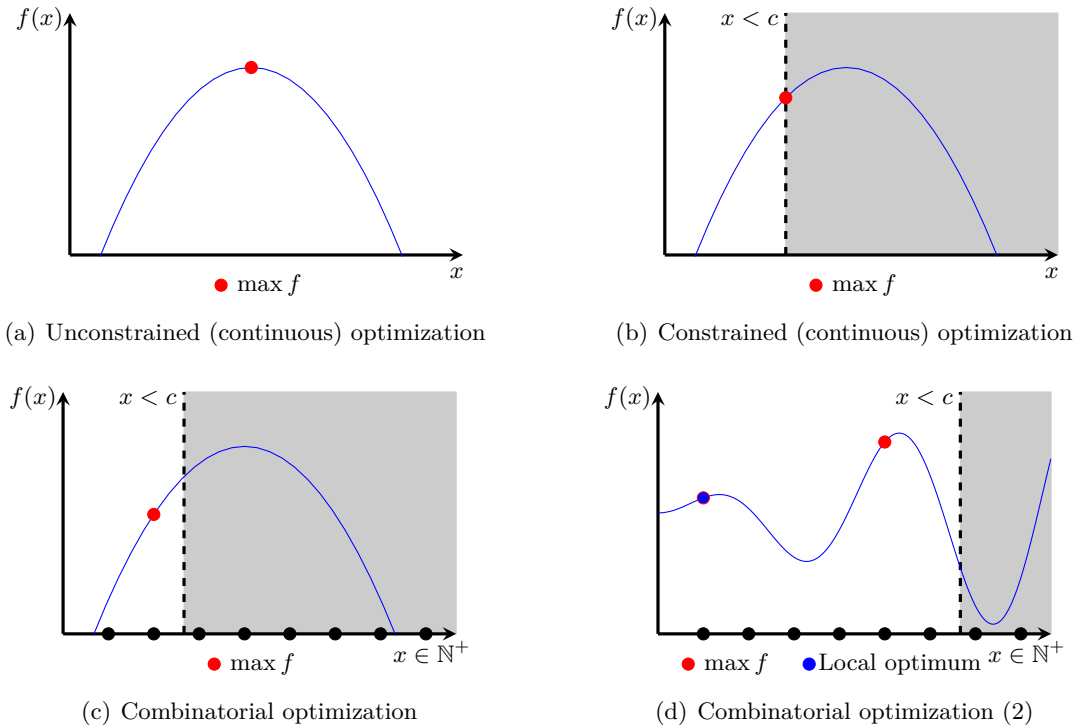 f(x)
x
max f
(a) Unconstrained (continuous) optimization
f(x)
x < c
x
max f
(b) Constrained (continuous) optimization
f(x)
x < c
x ∈ ℕ⁺
max f
(c) Combinatorial optimization
f(x)
x < c
x ∈ ℕ⁺
max f
Local optimum
(d) Combinatorial optimization (2)